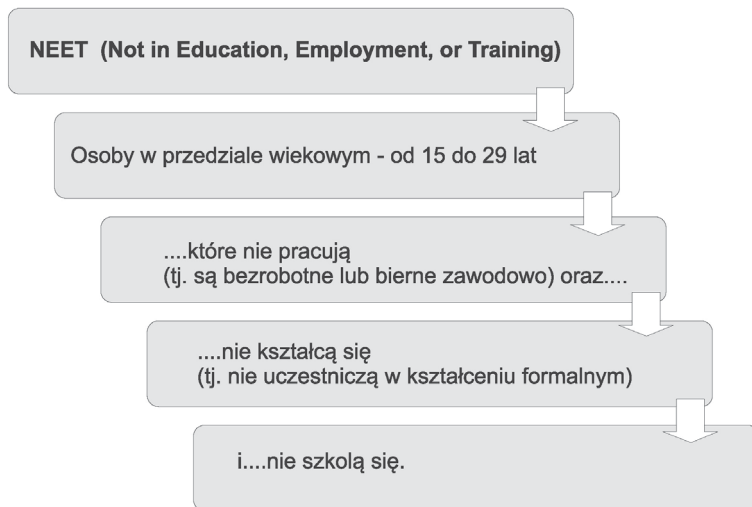 NEET (Not in Education, Employment, or Training)
Osoby w przedziale wiekowym - od 15 do 29 lat
....które nie pracują
(tj. są bezrobotne lub bierne zawodowo) oraz....
....nie kształcą się
(tj. nie uczestniczą w kształceniu formalnym)
i....nie szkolą się.